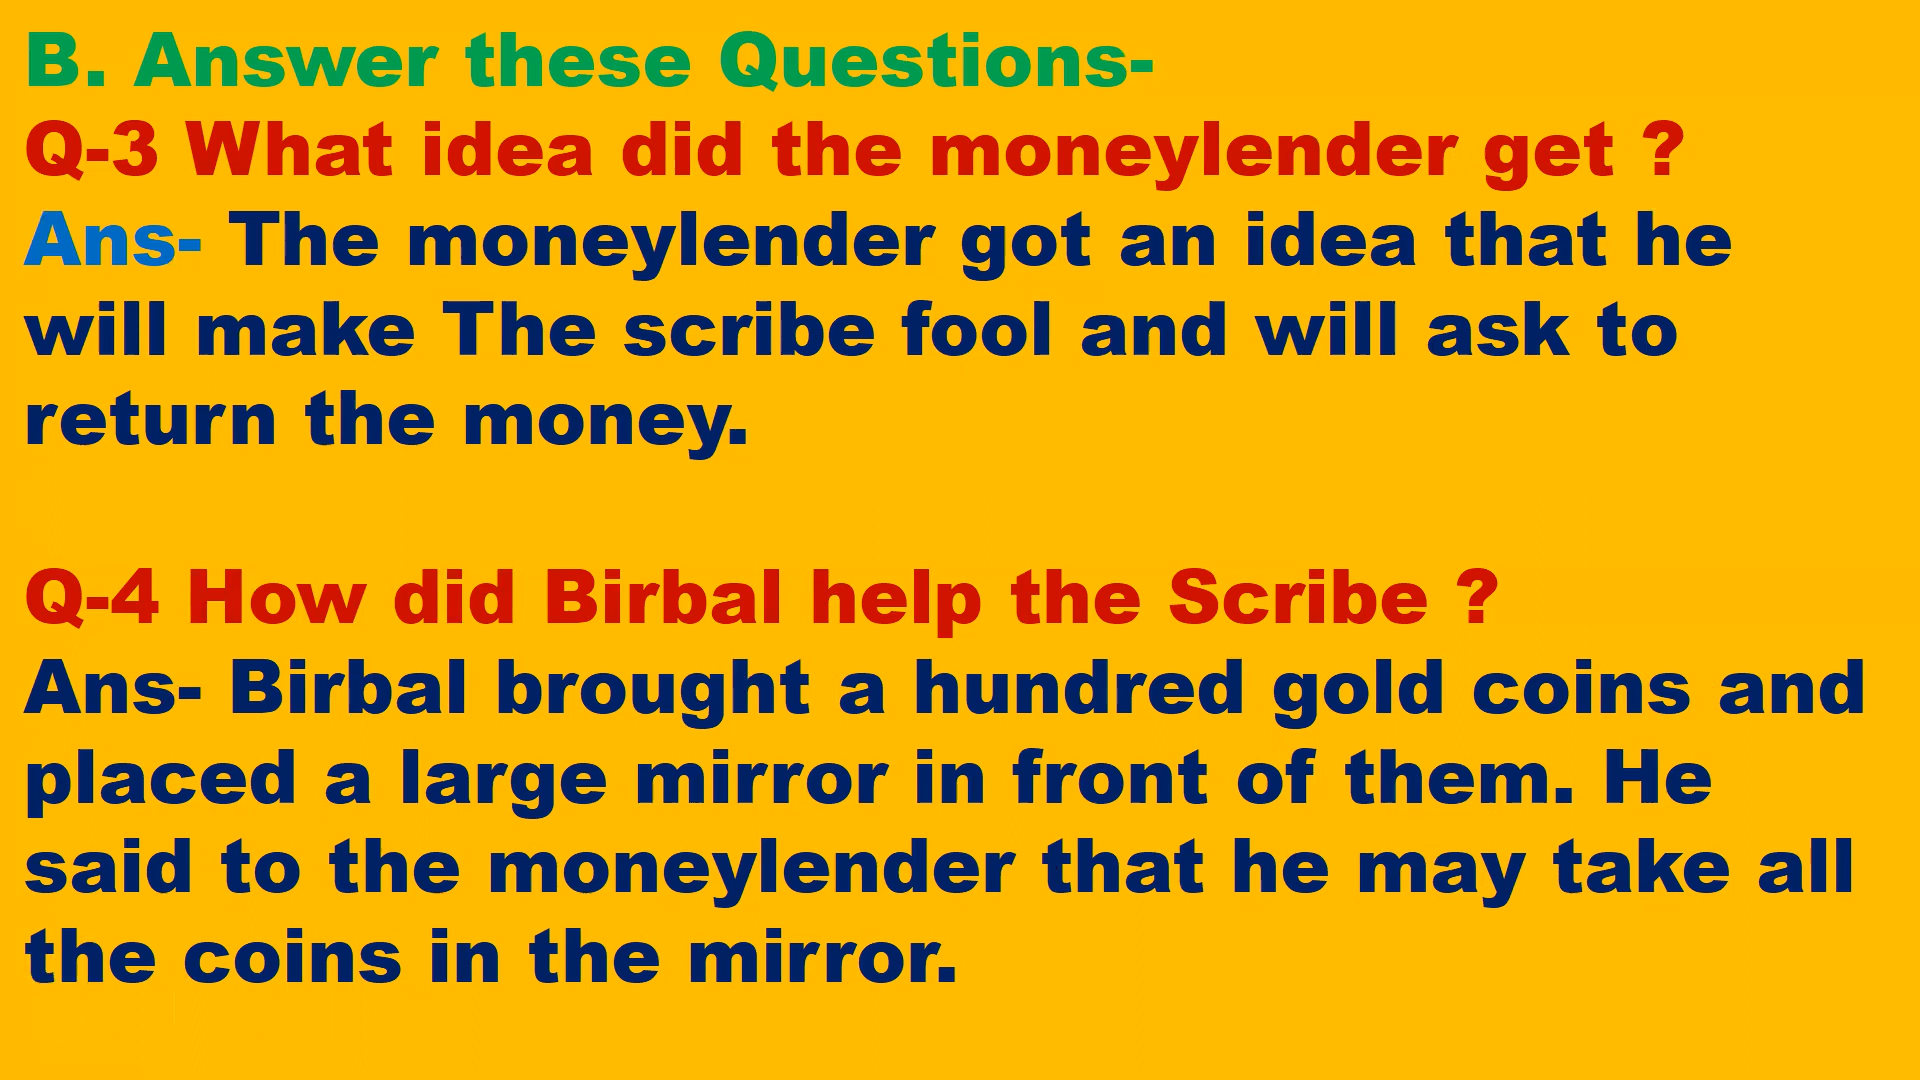 B. Answer these Questions-
Q-3 What idea did the moneylender get ?
Ans- The moneylender got an idea that he
will make The scribe fool and will ask to
return the money.
Q-4 How did Birbal help the Scribe ?
Ans- Birbal brought a hundred gold coins and
placed a large mirror in front of them. He
said to the moneylender that he may take all
the coins in the mirror.